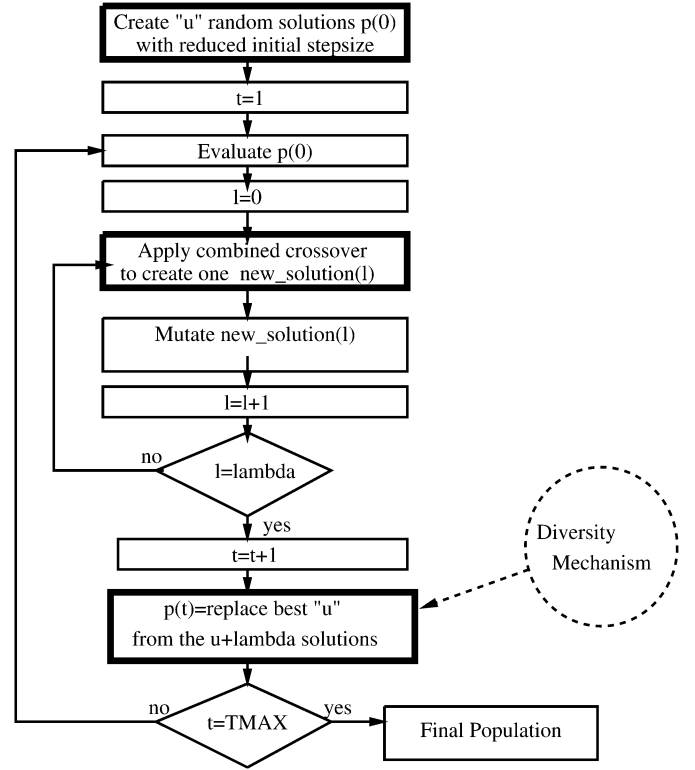 Create "u" random solutions p(0)
with reduced initial stepsize
t=1
Evaluate p(0)
l=0
Apply combined crossover
to create one new_solution(l)
Mutate new_solution(l)
l=l+1
no
l=lambda
yes
t=t+1
Diversity
Mechanism
p(t)=replace best "u"
from the u+lambda solutions
no
t=TMAX
yes
Final Population